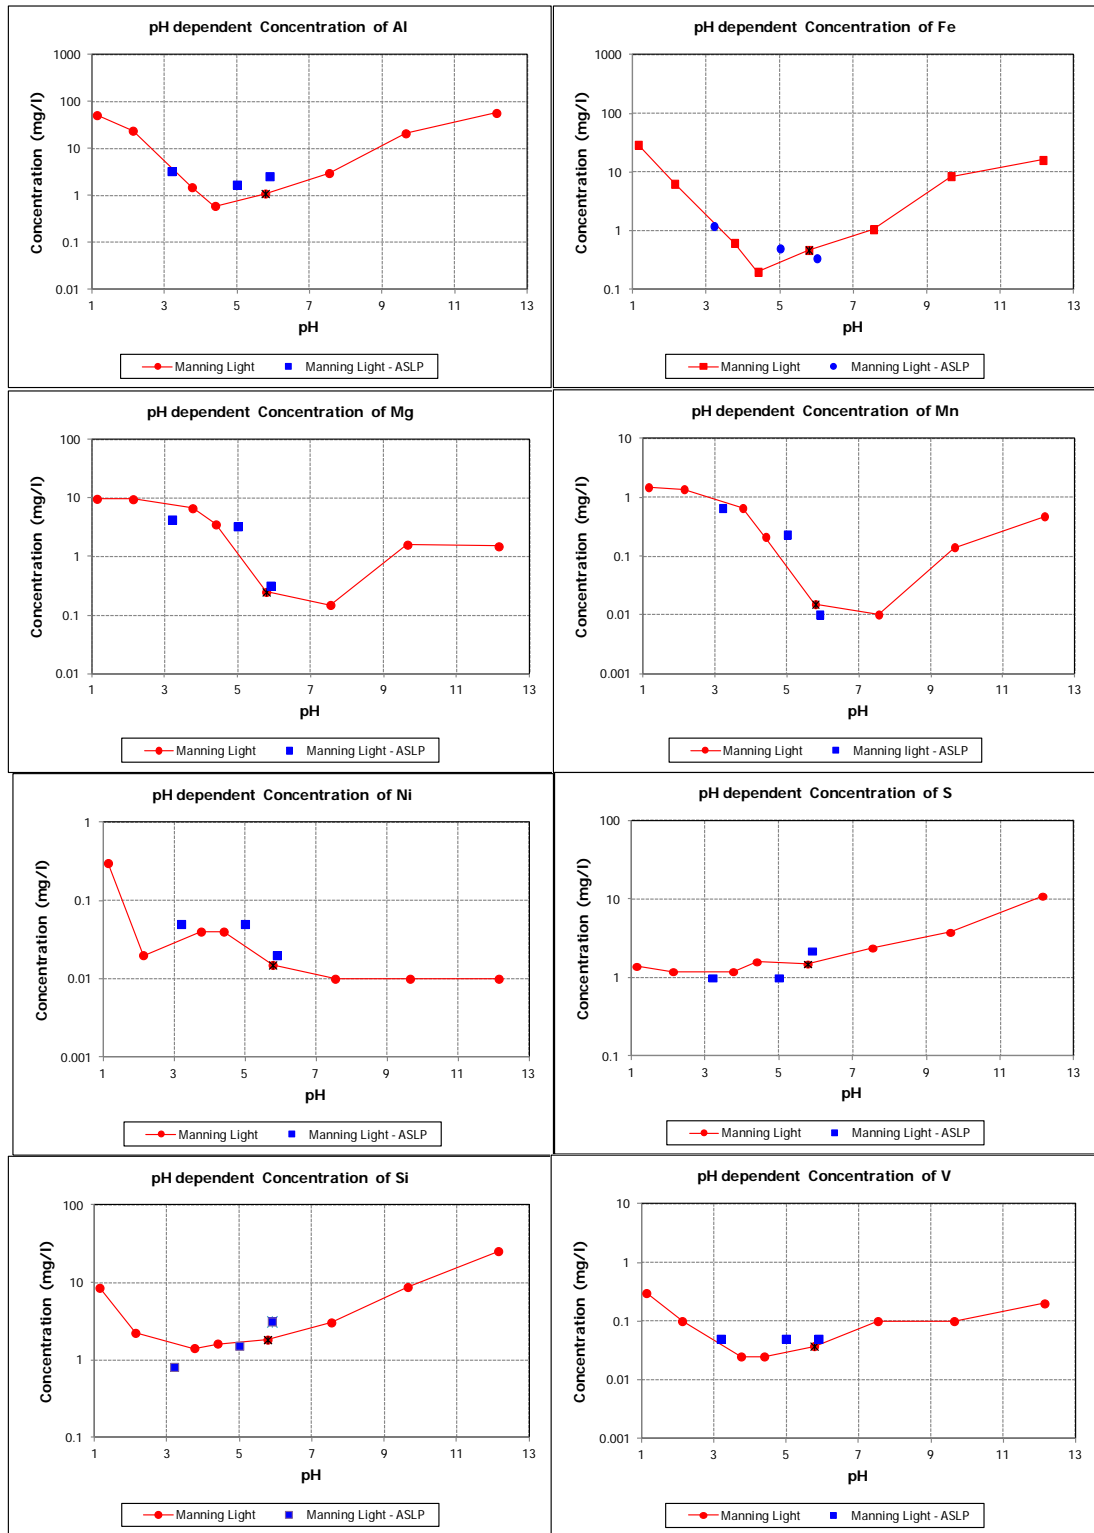 pH dependent Concentration of Al
Concentration (mg/l)
1000
100
10
1
0.1
0.01
1 3 5 7 9 11 13
pH
Manning Light Manning Light - ASLP
pH dependent Concentration of Fe
Concentration (mg/l)
1000
100
10
1
0.1
0.01
1 3 5 7 9 11 13
pH
Manning Light Manning Light - ASLP
pH dependent Concentration of Mg
Concentration (mg/l)
100
10
1
0.1
0.01
1 3 5 7 9 11 13
pH
Manning Light Manning Light - ASLP
pH dependent Concentration of Mn
Concentration (mg/l)
10
1
0.1
0.01
0.001
1 3 5 7 9 11 13
pH
Manning Light Manning light - ASLP
pH dependent Concentration of Ni
Concentration (mg/l)
1
0.1
0.01
0.001
1 3 5 7 9 11 13
pH
Manning Light Manning Light - ASLP
pH dependent Concentration of S
Concentration (mg/l)
100
10
1
0.1
1 3 5 7 9 11 13
pH
Manning Light Manning Light - ASLP
pH dependent Concentration of Si
Concentration (mg/l)
100
10
1
0.1
1 3 5 7 9 11 13
pH
Manning Light Manning Light - ASLP
pH dependent Concentration of V
Concentration (mg/l)
10
1
0.1
0.01
0.001
1 3 5 7 9 11 13
pH
Manning Light Manning Light - ASLP